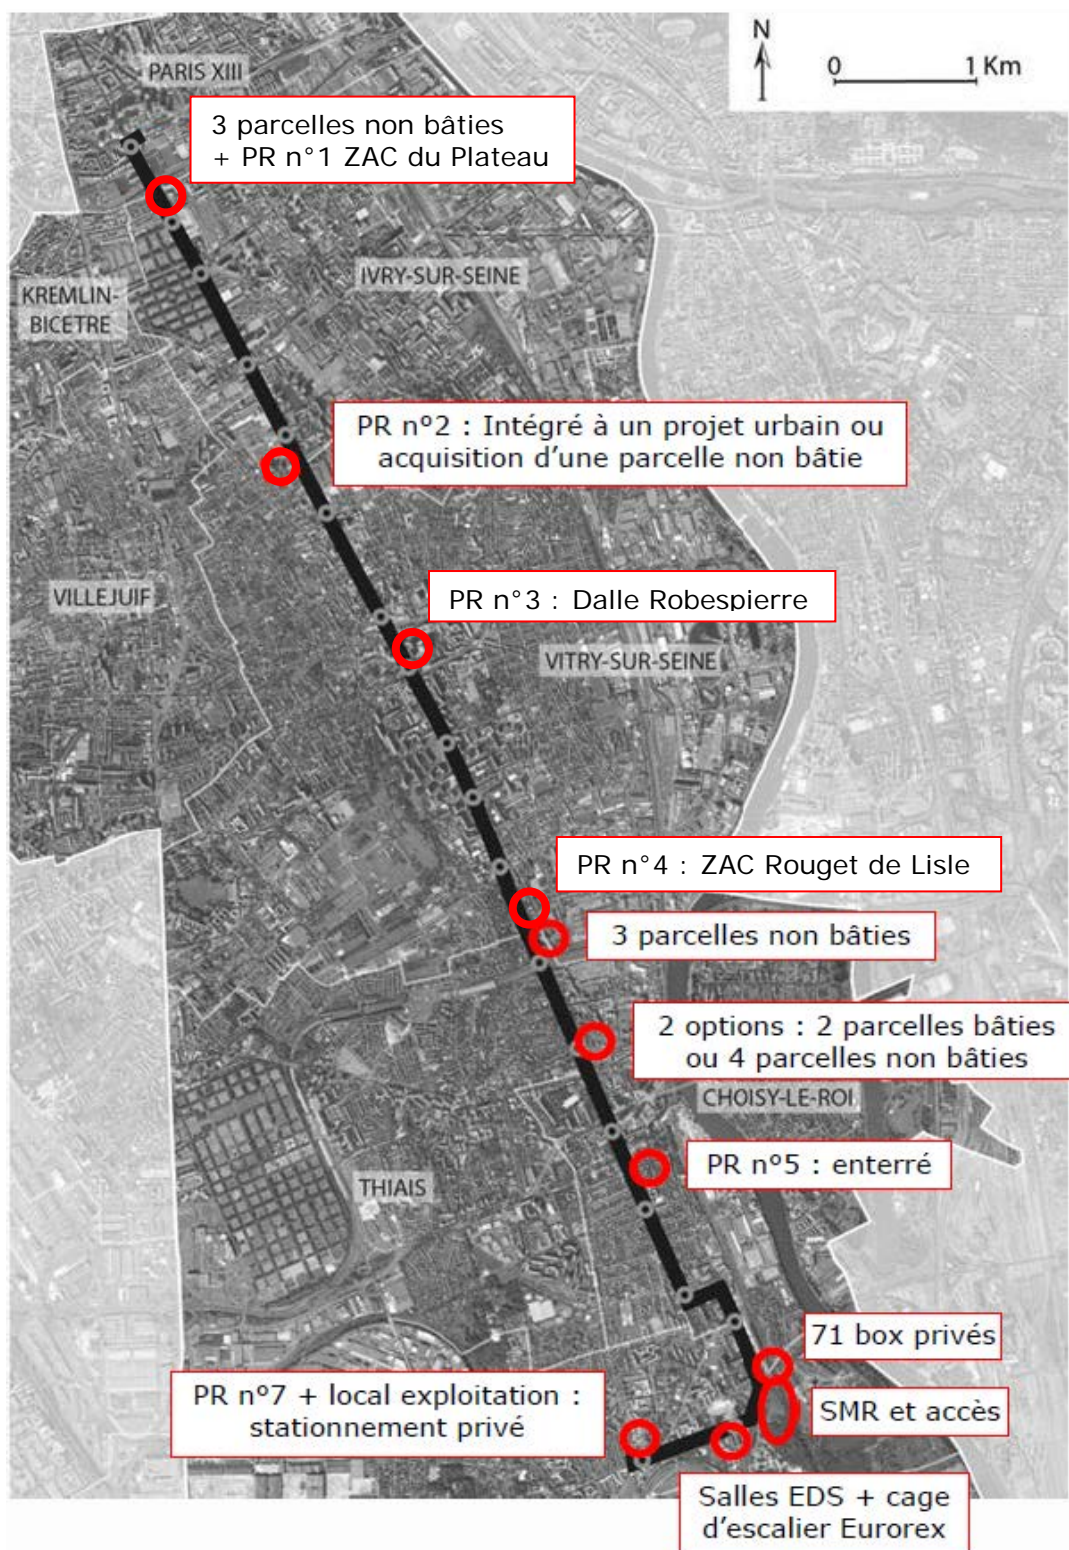 N
0 1 Km
PARIS XIII
3 parcelles non bâties
+ PR n°1 ZAC du Plateau
IVRY-SUR-SEINE
KREMLIN-
BICETRE
PR nº2 : Intégré à un projet urbain ou
acquisition d'une parcelle non bâtie
VILLEJUIF
PR n°3 : Dalle Robespierre
VITRY-SUR-SEINE
PR n°4 : ZAC Rouget de Lisle
3 parcelles non bâties
2 options : 2 parcelles bâties
ou 4 parcelles non bâties
CHOISY-LE-ROI
PR nº5 : enterré
THIAIS
71 box privés
PR nº7 + local exploitation :
stationnement privé
SMR et accès
Salles EDS + cage
d'escalier Eurorex